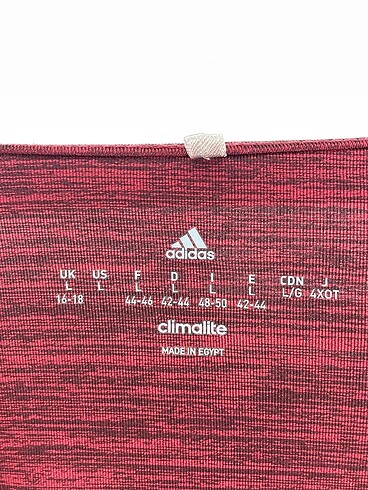 adidas
UK US F D I E CDN J
L L L L L L L/G 4XOT
16-18 44-46 42-44 48-50 42-44
climalite
MADE IN EGYPT